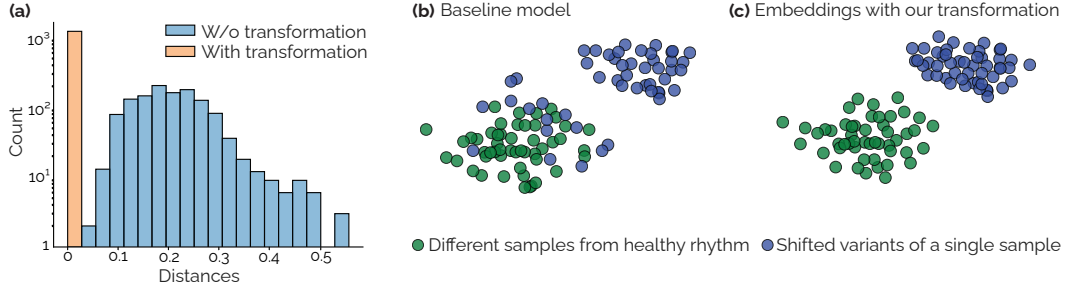 (a)
W/o transformation
With transformation
10³
10²
10¹
1
Count
0
0.1
0.2
0.3
0.4
0.5
Distances
(b) Baseline model
(c) Embeddings with our transformation
Different samples from healthy rhythm
Shifted variants of a single sample